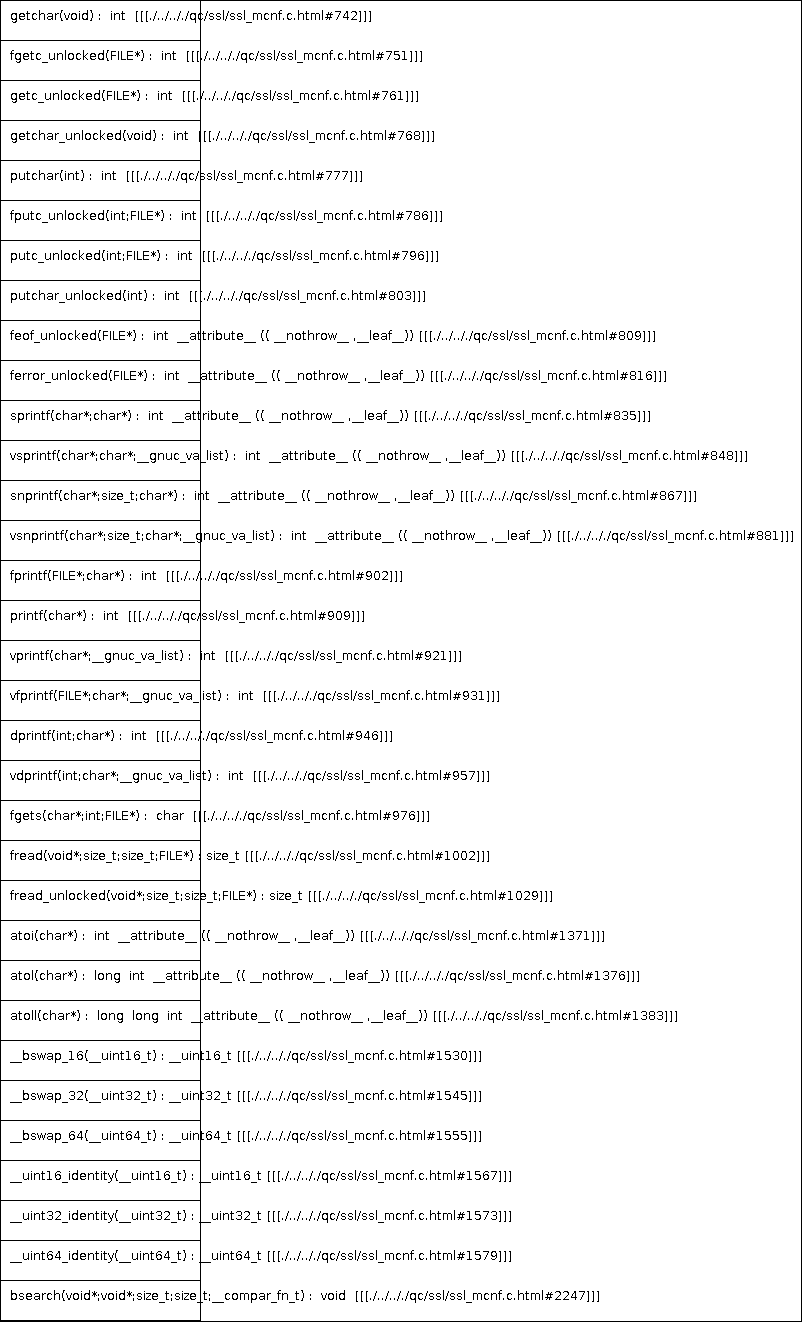 getchar(void) : int [[[./../.././qc/ssl/ssl_mcnf.c.html#742]]]
fgetc_unlocked(FILE*) : int [[[./../.././qc/ssl/ssl_mcnf.c.html#751]]]
getc_unlocked(FILE*) : int [[[./../.././qc/ssl/ssl_mcnf.c.html#761]]]
getchar_unlocked(void) : int [[[./../.././qc/ssl/ssl_mcnf.c.html#768]]]
putchar(int) : int [[[./../.././qc/ssl/ssl_mcnf.c.html#777]]]
fputc_unlocked(int;FILE*) : int [[[./../.././qc/ssl/ssl_mcnf.c.html#786]]]
putc_unlocked(int;FILE*) : int [[[./../.././qc/ssl/ssl_mcnf.c.html#796]]]
putchar_unlocked(int) : int [[[./../.././qc/ssl/ssl_mcnf.c.html#803]]]
feof_unlocked(FILE*) : int __attribute__ (( __nothrow__ ,__leaf__)) [[[./../.././qc/ssl/ssl_mcnf.c.html#809]]]
ferror_unlocked(FILE*) : int __attribute__ (( __nothrow__ ,__leaf__)) [[[./../.././qc/ssl/ssl_mcnf.c.html#816]]]
sprintf(char*;char*) : int __attribute__ (( __nothrow__ ,__leaf__)) [[[./../.././qc/ssl/ssl_mcnf.c.html#835]]]
vsprintf(char*;char*;__gnuc_va_list) : int __attribute__ (( __nothrow__ ,__leaf__)) [[[./../.././qc/ssl/ssl_mcnf.c.html#848]]]
snprintf(char*;size_t;char*) : int __attribute__ (( __nothrow__ ,__leaf__)) [[[./../.././qc/ssl/ssl_mcnf.c.html#867]]]
vsnprintf(char*;size_t;char*;__gnuc_va_list) : int __attribute__ (( __nothrow__ ,__leaf__)) [[[./../.././qc/ssl/ssl_mcnf.c.html#881]]]
fprintf(FILE*;char*) : int [[[./../.././qc/ssl/ssl_mcnf.c.html#902]]]
printf(char*) : int [[[./../.././qc/ssl/ssl_mcnf.c.html#909]]]
vprintf(char*;__gnuc_va_list) : int [[[./../.././qc/ssl/ssl_mcnf.c.html#921]]]
vfprintf(FILE*;char*;__gnuc_va_list) : int [[[./../.././qc/ssl/ssl_mcnf.c.html#931]]]
dprintf(int;char*) : int [[[./../.././qc/ssl/ssl_mcnf.c.html#946]]]
vdprintf(int;char*;__gnuc_va_list) : int [[[./../.././qc/ssl/ssl_mcnf.c.html#957]]]
fgets(char*;int;FILE*) : char [[[./../.././qc/ssl/ssl_mcnf.c.html#976]]]
fread(void*;size_t;size_t;FILE*) : size_t [[[./../.././qc/ssl/ssl_mcnf.c.html#1002]]]
fread_unlocked(void*;size_t;size_t;FILE*) : size_t [[[./../.././qc/ssl/ssl_mcnf.c.html#1029]]]
atoi(char*) : int __attribute__ (( __nothrow__ ,__leaf__)) [[[./../.././qc/ssl/ssl_mcnf.c.html#1371]]]
atol(char*) : long int __attribute__ (( __nothrow__ ,__leaf__)) [[[./../.././qc/ssl/ssl_mcnf.c.html#1376]]]
atoll(char*) : long long int __attribute__ (( __nothrow__ ,__leaf__)) [[[./../.././qc/ssl/ssl_mcnf.c.html#1383]]]
__bswap_16(__uint16_t) : __uint16_t [[[./../.././qc/ssl/ssl_mcnf.c.html#1530]]]
__bswap_32(__uint32_t) : __uint32_t [[[./../.././qc/ssl/ssl_mcnf.c.html#1545]]]
__bswap_64(__uint64_t) : __uint64_t [[[./../.././qc/ssl/ssl_mcnf.c.html#1555]]]
__uint16_identity(__uint16_t) : __uint16_t [[[./../.././qc/ssl/ssl_mcnf.c.html#1567]]]
__uint32_identity(__uint32_t) : __uint32_t [[[./../.././qc/ssl/ssl_mcnf.c.html#1573]]]
__uint64_identity(__uint64_t) : __uint64_t [[[./../.././qc/ssl/ssl_mcnf.c.html#1579]]]
bsearch(void*;void*;size_t;size_t;__compar_fn_t) : void [[[./../.././qc/ssl/ssl_mcnf.c.html#2247]]]